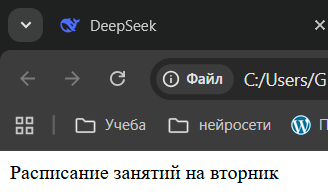 DeepSeek
Файл C:/Users/G
Учеба нейросети
Расписание занятий на вторник